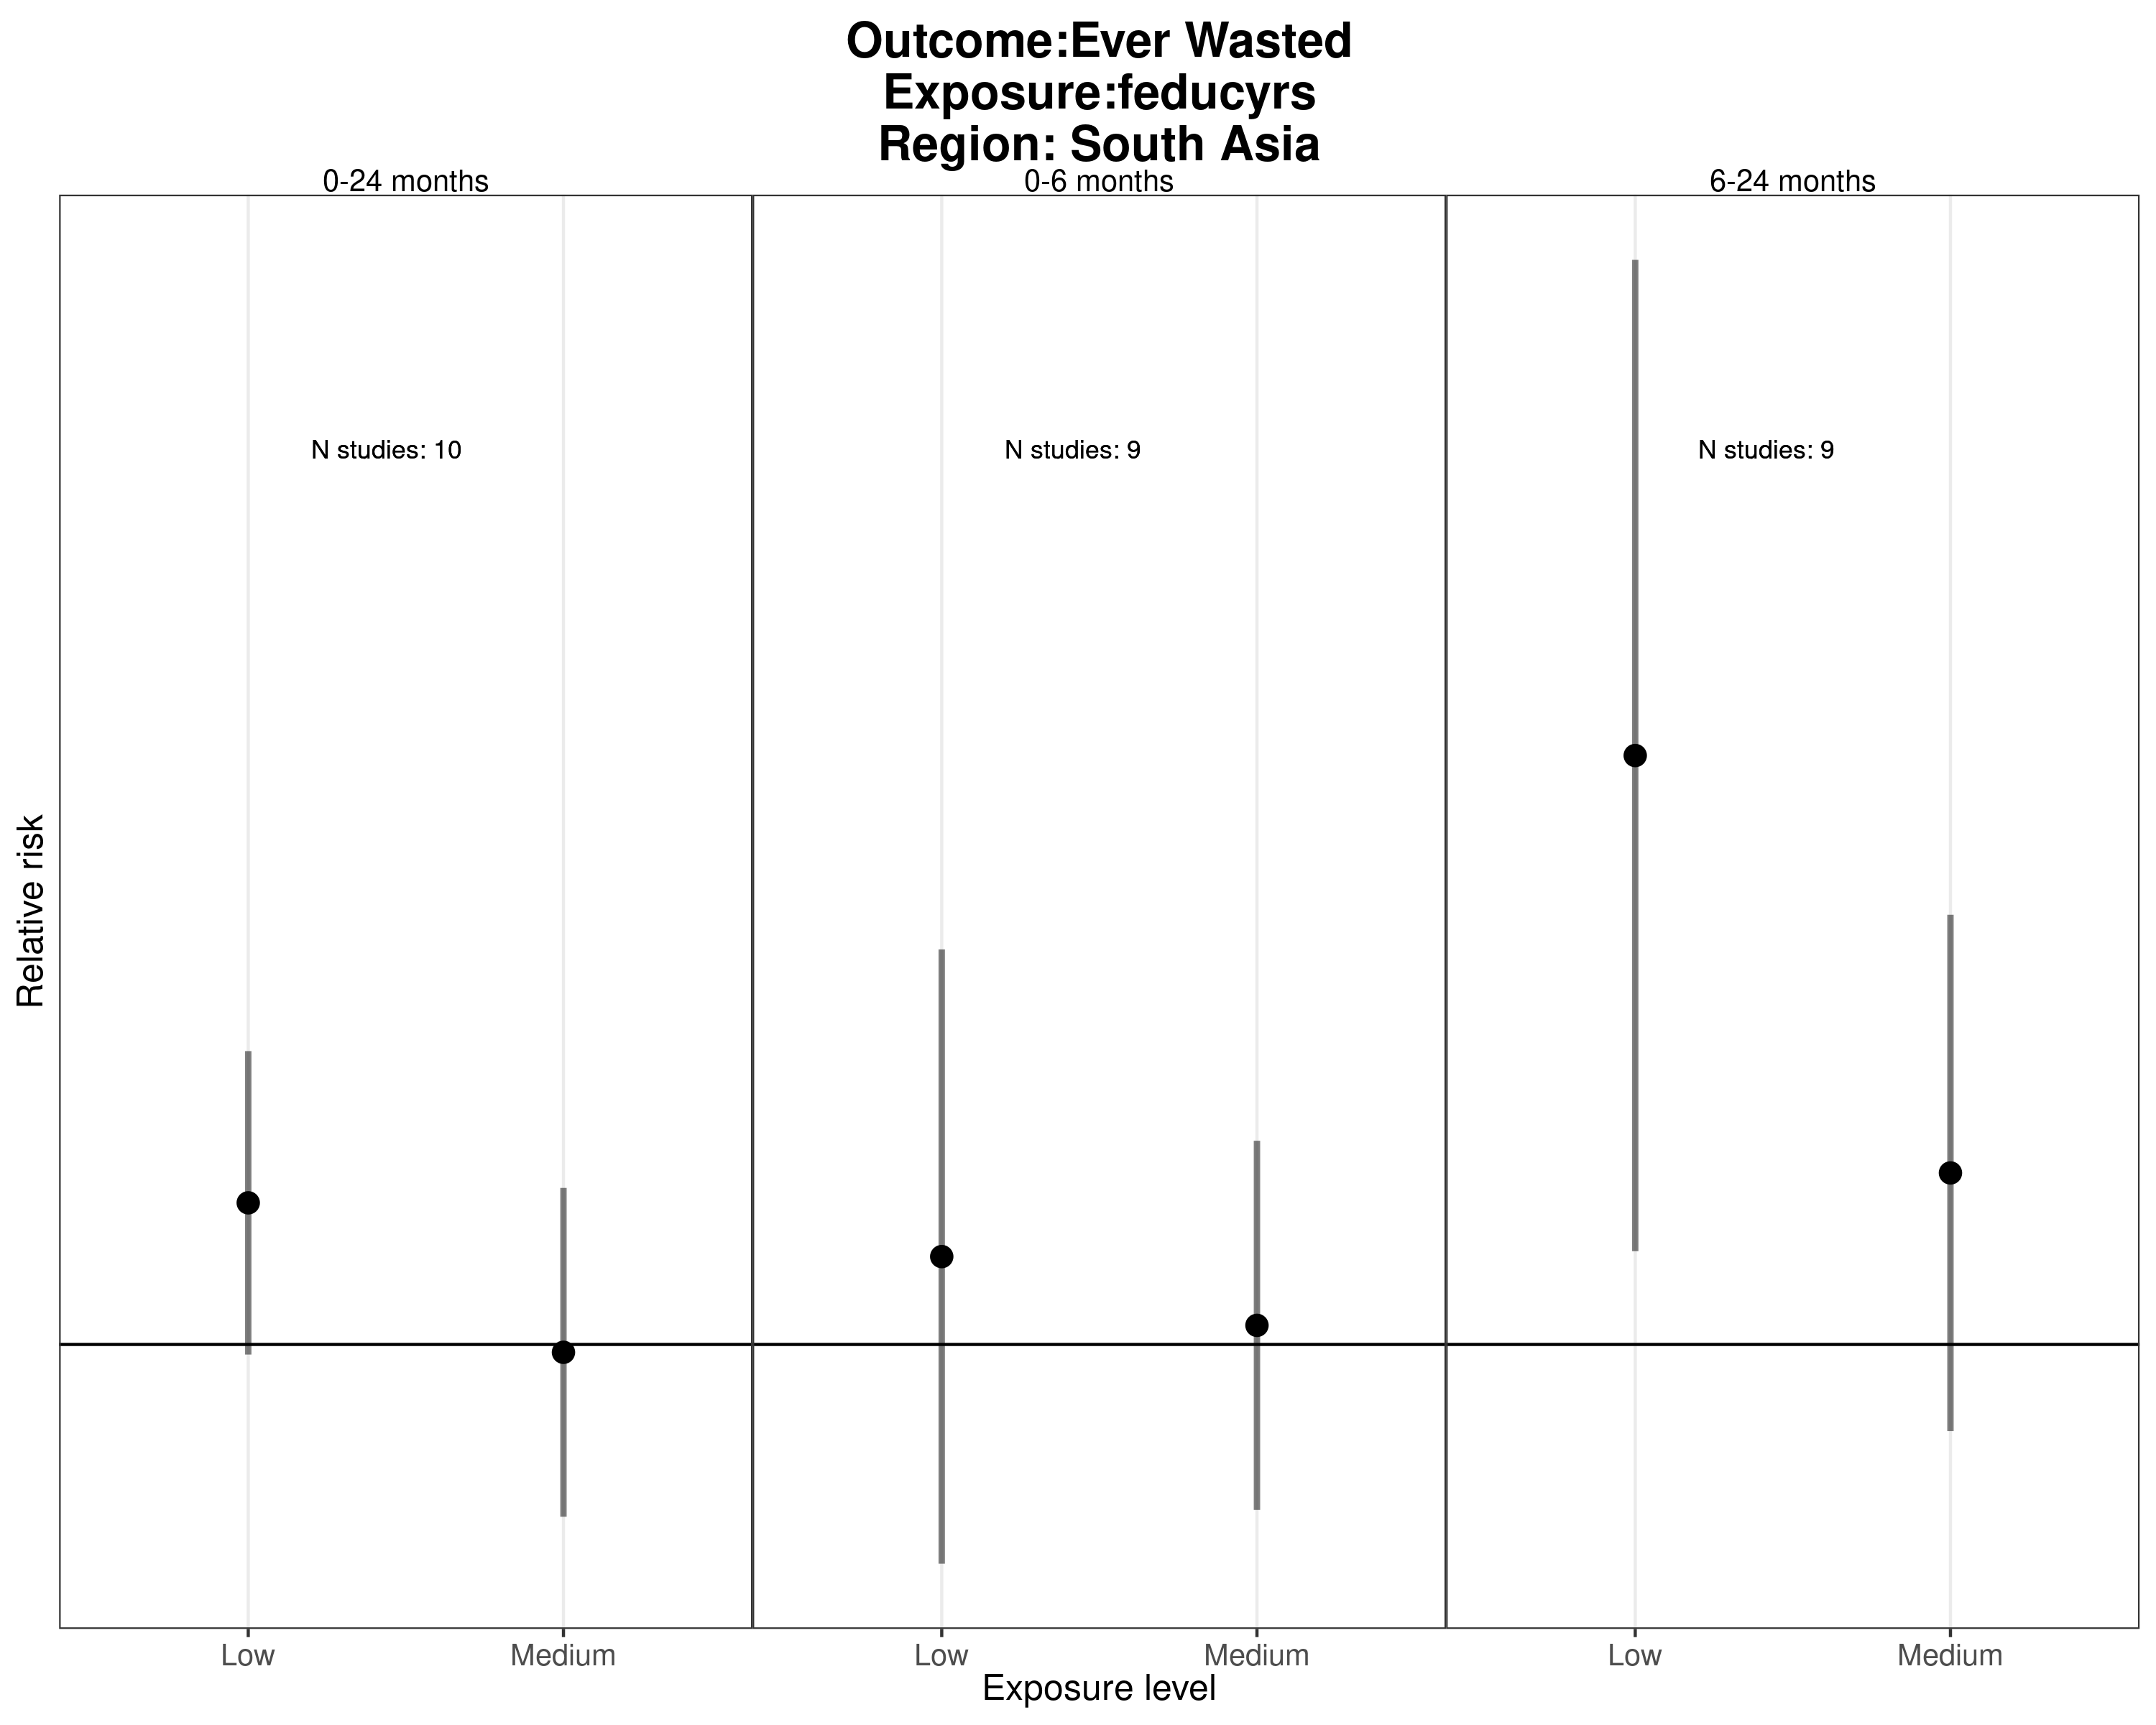 Outcome:Ever Wasted
Exposure:feducyrs
Region: South Asia
0-24 months
0-6 months
6-24 months
N studies: 10
N studies: 9
N studies: 9
Relative risk
Low
Medium
Low
Medium
Low
Medium
Exposure level